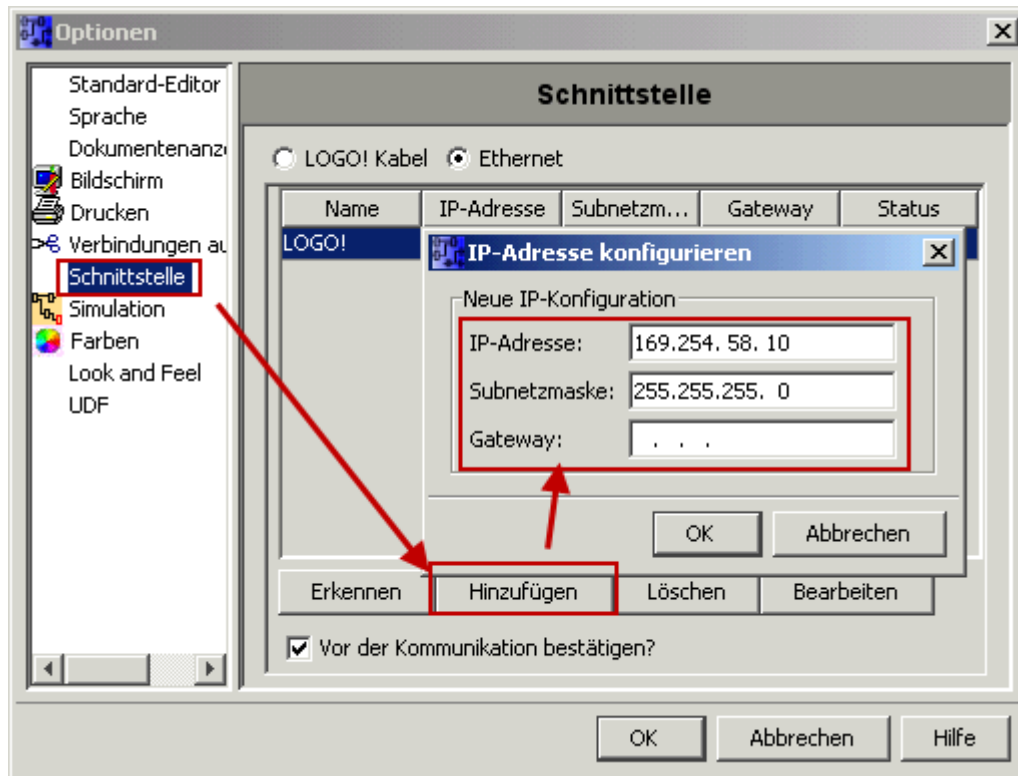 Optionen
Standard-Editor
Sprache
Dokumentenanz
Bildschirm
Drucken
Verbindungen au
Schnittstelle
Simulation
Farben
Look and Feel
UDF
Schnittstelle
LOGO! Kabel Ethernet
Name IP-Adresse Subnetzm... Gateway Status
LOGO!
IP-Adresse konfigurieren
Neue IP-Konfiguration
IP-Adresse: 169.254. 58. 10
Subnetzmaske: 255.255.255. 0
Gateway: . . .
OK Abbrechen
Erkennen Hinzufügen Löschen Bearbeiten
Vor der Kommunikation bestätigen?
OK Abbrechen Hilfe